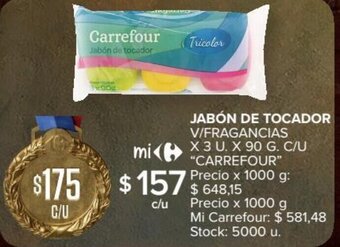 Carrefour
Jabón de tocador
Tricolor
JABÓN DE TOCADOR
V/FRAGANCIAS
X 3 U. X 90 G. C/U
"CARREFOUR"
Precio x 1000 g:
$ 648,15
Precio x 1000 g
Mi Carrefour: $ 581,48
Stock: 5000 u.
mi
$157
c/u
$175
C/U